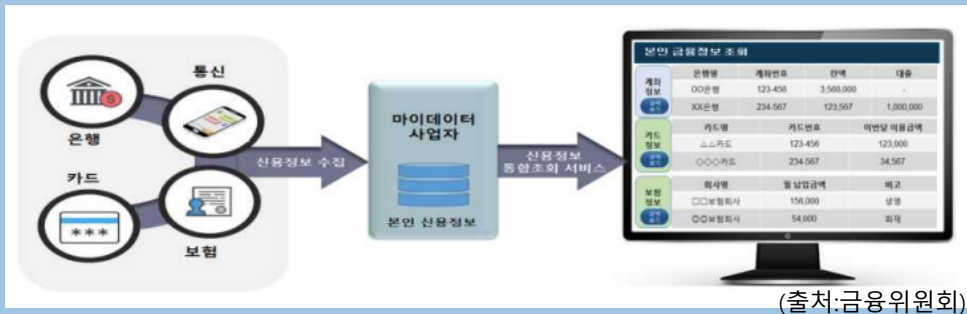 은행
통신
카드
***
보험
신용정보 수집
마이데이터
사업자
본인 신용정보
신용정보
통합조회 서비스
본인 금융정보 조회
계좌
정보
은행명 계좌번호 잔액 대출
OO은행 123-456 3,560,000 -
XX은행 234-567 123,567 1,000,000
카드
정보
카드명 카드번호 이번달 이용금액
△△카드 123-456 123,000
◇◇◇카드 234-567 34,567
보험
정보
회사명 월 납입금액 비고
□□보험회사 156,000 생명
◎◎보험회사 54,000 화재
(출처:금융위원회)